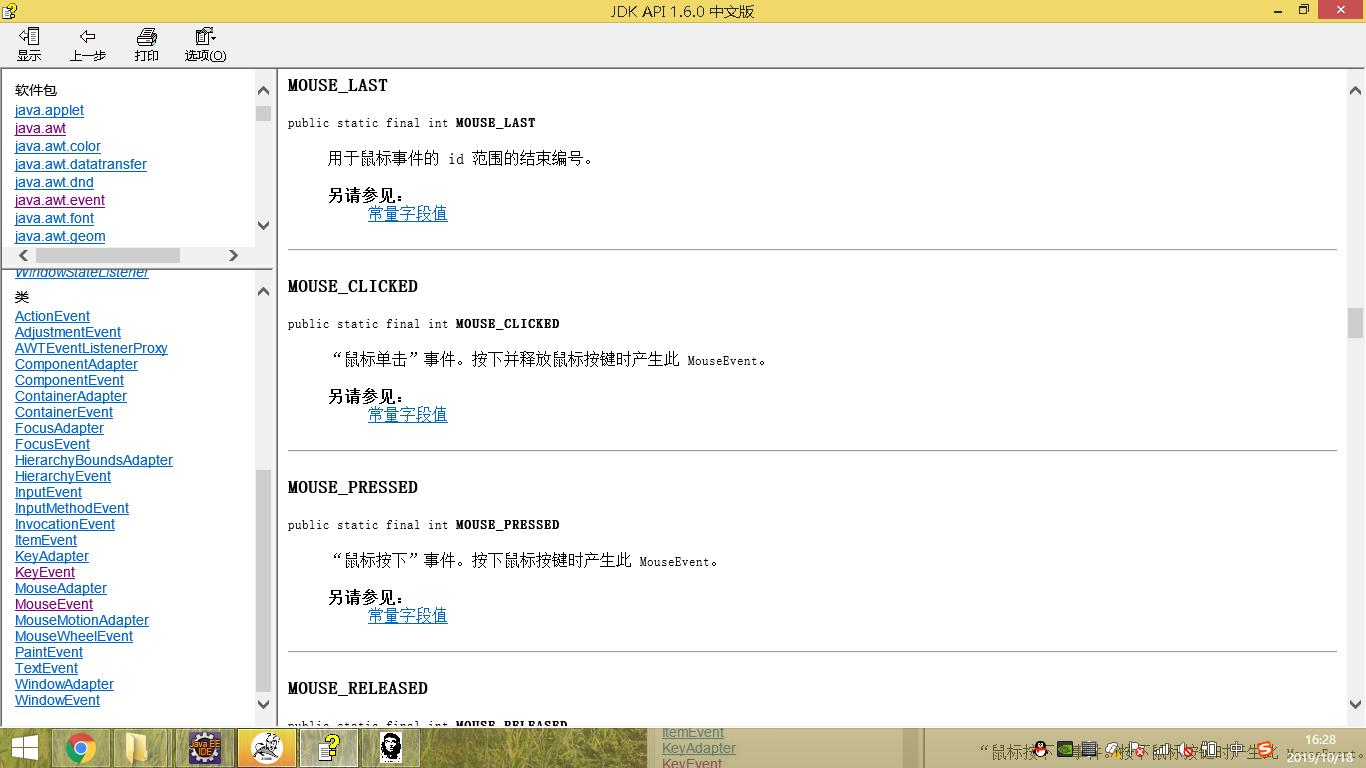 JDK API 1.6.0 中文版
显示 上一步 打印 选项(O)
软件包
java.applet
java.awt
java.awt.color
java.awt.datatransfer
java.awt.dnd
java.awt.event
java.awt.font
java.awt.geom
WindowStateListener
类
ActionEvent
AdjustmentEvent
AWTEventListenerProxy
ComponentAdapter
ComponentEvent
ContainerAdapter
ContainerEvent
FocusAdapter
FocusEvent
HierarchyBoundsAdapter
HierarchyEvent
InputEvent
InputMethodEvent
InvocationEvent
ItemEvent
KeyAdapter
KeyEvent
MouseAdapter
MouseEvent
MouseMotionAdapter
MouseWheelEvent
PaintEvent
TextEvent
WindowAdapter
WindowEvent
MOUSE_LAST
public static final int MOUSE_LAST
用于鼠标事件的 id 范围的结束编号。
另请参见：
常量字段值
MOUSE_CLICKED
public static final int MOUSE_CLICKED
“鼠标单击”事件。按下并释放鼠标按键时产生此 MouseEvent。
另请参见：
常量字段值
MOUSE_PRESSED
public static final int MOUSE_PRESSED
“鼠标按下”事件。按下鼠标按键时产生此 MouseEvent。
另请参见：
常量字段值
MOUSE_RELEASED
public static final int MOUSE_RELEASED
Java EE
IDE
ItemEvent
KeyAdapter
KeyEvent
“鼠标按下”事件。按下鼠标按键时产生此 MouseEvent。
中
16:28
2019/10/18